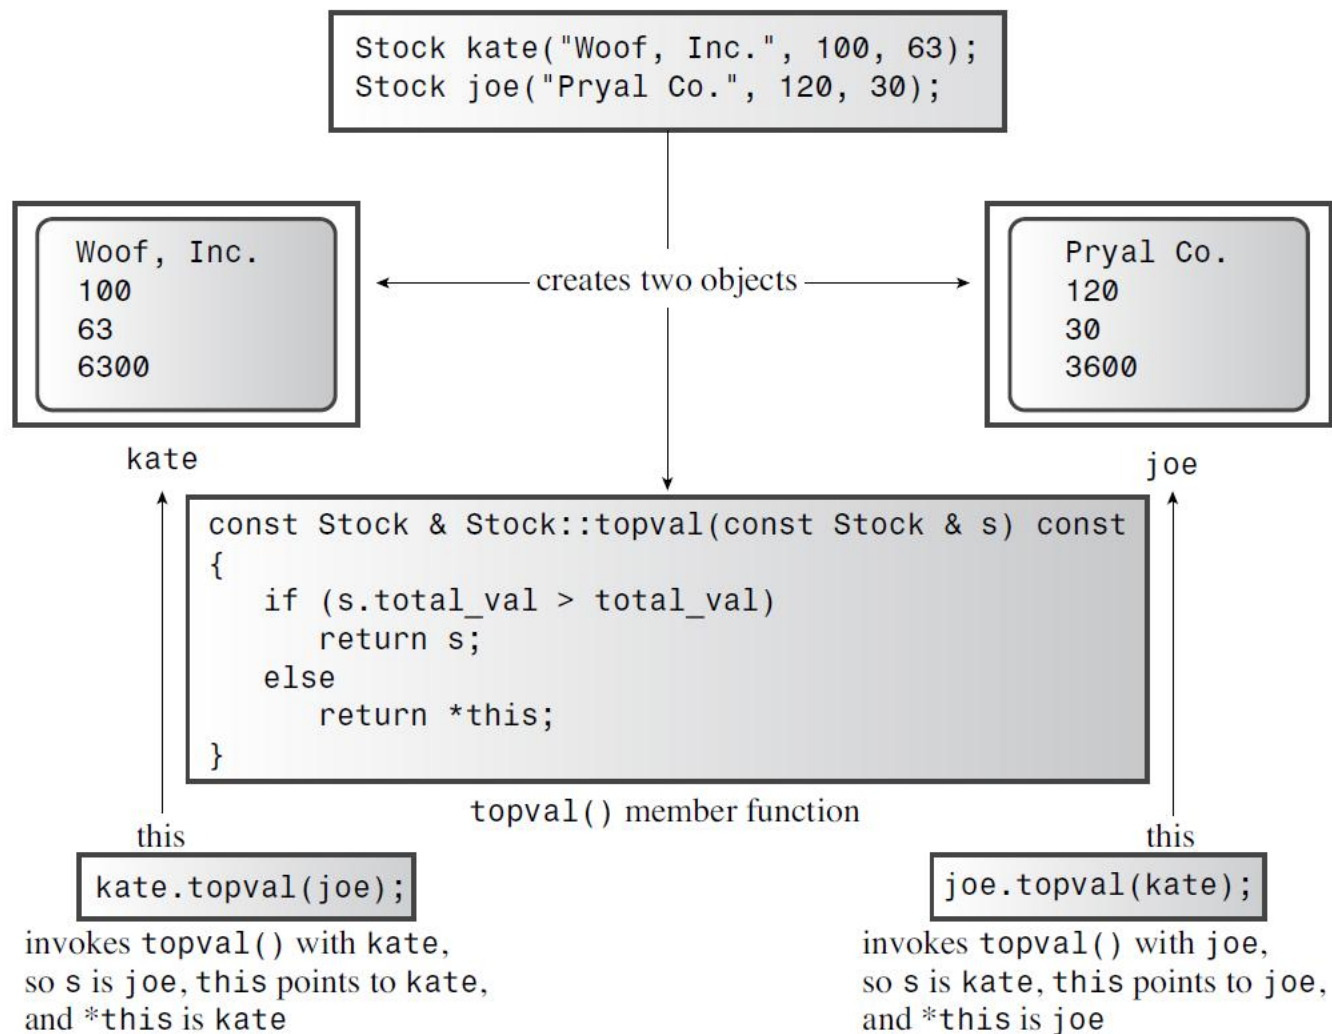 Stock kate("Woof, Inc.", 100, 63);
Stock joe("Pryal Co.", 120, 30);
Woof, Inc.
100
63
6300
kate
creates two objects
Pryal Co.
120
30
3600
joe
const Stock & Stock::topval(const Stock & s) const
{
if (s.total_val > total_val)
return s;
else
return *this;
}
topval() member function
this
kate.topval(joe);
invokes topval() with kate,
so s is joe, this points to kate,
and *this is kate
this
joe.topval(kate);
invokes topval() with joe,
so s is kate, this points to joe,
and *this is joe